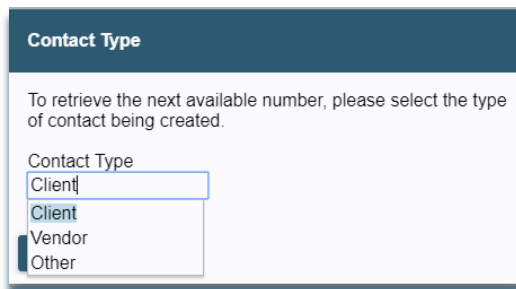 Contact Type
To retrieve the next available number, please select the type
of contact being created.
Contact Type
Client
Client
Vendor
Other